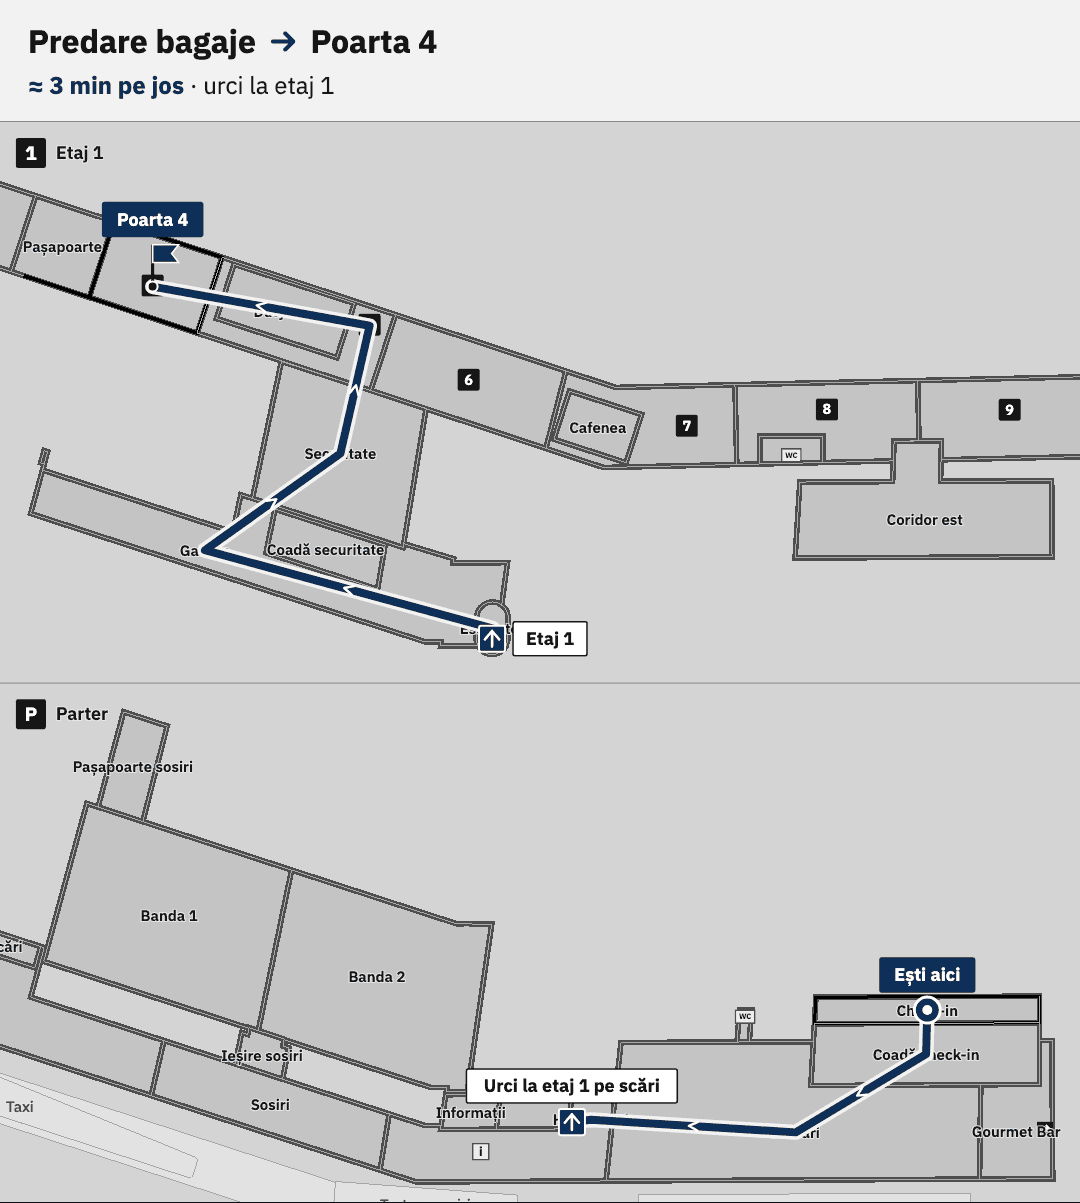 Predare bagaje → Poarta 4
≈ 3 min pe jos · urci la etaj 1
1 Etaj 1
Poarta 4
Pașapoarte
6
Cafenea
7
8
9
wc
Coridor est
Coadă securitate
Etaj 1
P Parter
Pașapoarte sosiri
Banda 1
Banda 2
Ești aici
wc
Ieșire sosiri
Urci la etaj 1 pe scări
Sosiri
Informații
Taxi
i
Gourmet Bar